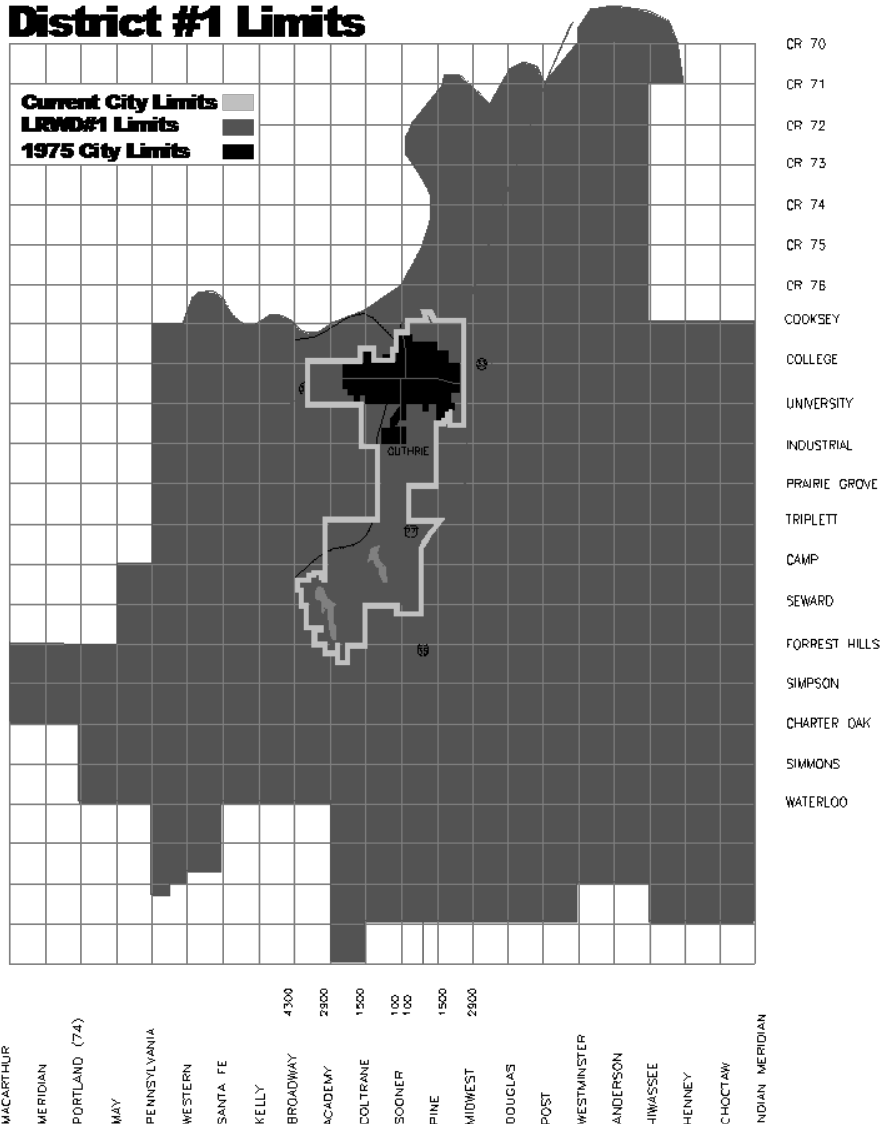 District #1 Limits
Current City Limits
LRWD#1 Limits
1975 City Limits
CR 70
CR 71
CR 72
CR 73
CR 74
CR 75
CR 76
COOKSEY
COLLEGE
UNIVERSITY
INDUSTRIAL
PRAIRIE GROVE
TRIPLETT
CAMP
SEWARD
FORREST HILLS
SIMPSON
CHARTER OAK
SIMMONS
WATERLOO
GUTHRIE
77
4300
2900
1500
100
100
1500
2900
MACARTHUR
MERIDIAN
PORTLAND (74)
MAY
PENNSYLVANIA
WESTERN
SANTA FE
KELLY
BROADWAY
ACADEMY
COLTRANE
SOONER
PINE
MIDWEST
DOUGLAS
POST
WESTMINSTER
ANDERSON
HIWASSEE
HENNEY
CHOCTAW
INDIAN MERIDIAN